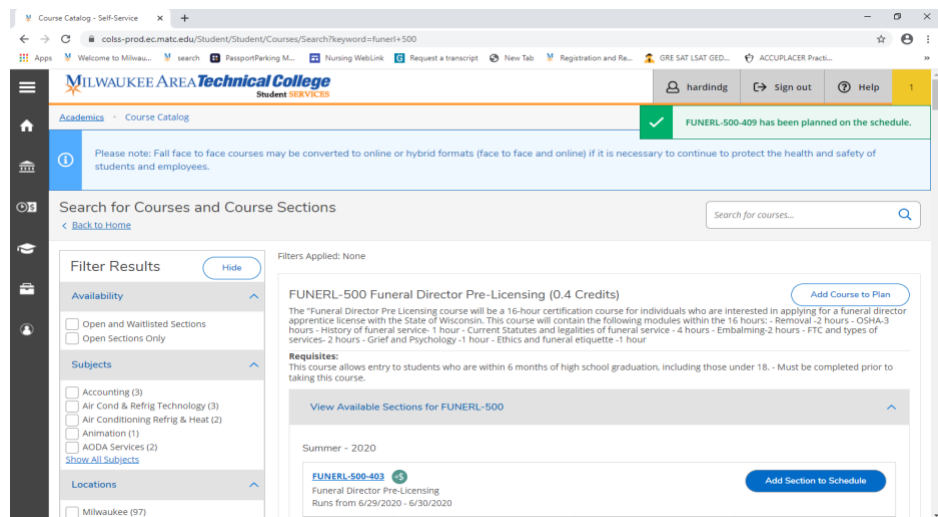 Course Catalog - Self-Service
colss-prod.ec.matc.edu/Student/Student/Courses/Search?keyword=funerl+500
Apps Welcome to Milwau... search PassportParking M... Nursing WebLink Request a transcript New Tab Registration and Re... GRE SAT LSAT GED... ACCUPLACER Practi... »
MILWAUKEE AREA Technical College
Student SERVICES
hardindg Sign out Help 1
Academics · Course Catalog
FUNERL-500-409 has been planned on the schedule.
Please note: Fall face to face courses may be converted to online or hybrid formats (face to face and online) if it is necessary to continue to protect the health and safety of
students and employees.
Search for Courses and Course Sections
< Back to Home
Search for courses...
Filter Results
Hide
Availability
Open and Waitlisted Sections
Open Sections Only
Subjects
Accounting (3)
Air Cond & Refrig Technology (3)
Air Conditioning Refrig & Heat (2)
Animation (1)
AODA Services (2)
Show All Subjects
Locations
Milwaukee (97)
Filters Applied: None
FUNERL-500 Funeral Director Pre-Licensing (0.4 Credits)
Add Course to Plan
The "Funeral Director Pre Licensing course will be a 16-hour certification course for individuals who are interested in applying for a funeral director
apprentice license with the State of Wisconsin. This course will contain the following modules within the 16 hours: - Removal -2 hours - OSHA-3
hours - History of funeral service- 1 hour - Current Statutes and legalities of funeral service - 4 hours - Embalming-2 hours - FTC and types of
services- 2 hours - Grief and Psychology -1 hour - Ethics and funeral etiquette -1 hour
Requisites:
This course allows entry to students who are within 6 months of high school graduation, including those under 18. - Must be completed prior to
taking this course.
View Available Sections for FUNERL-500
Summer - 2020
FUNERL-500-403
Funeral Director Pre-Licensing
Runs from 6/29/2020 - 6/30/2020
Add Section to Schedule